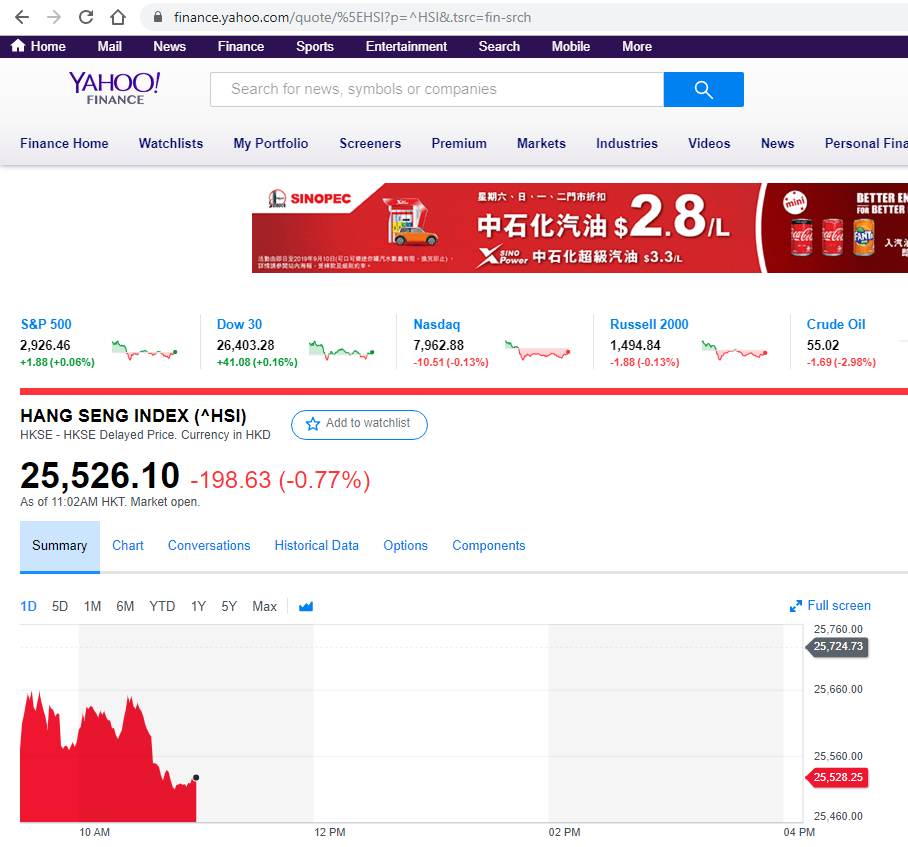 finance.yahoo.com/quote/%5EHSI?p=^HSI&.tsrc=fin-srch
Home Mail News Finance Sports Entertainment Search Mobile More
YAHOO!
FINANCE
Search for news, symbols or companies
Finance Home Watchlists My Portfolio Screeners Premium Markets Industries Videos News Personal Fina
SINOPEC
星期六、日、一、二門市折扣
中石化汽油 $2.8/L
X SINO Power 中石化超級汽油 $3.3/L
mini
BETTER EN
FOR BETTER
Coca-Cola
FANTA
入汽油
S&P 500
2,926.46
+1.88 (+0.06%)
Dow 30
26,403.28
+41.08 (+0.16%)
Nasdaq
7,962.88
-10.51 (-0.13%)
Russell 2000
1,494.84
-1.88 (-0.13%)
Crude Oil
55.02
-1.69 (-2.98%)
HANG SENG INDEX (^HSI)
HKSE - HKSE Delayed Price. Currency in HKD
Add to watchlist
25,526.10 -198.63 (-0.77%)
As of 11:02AM HKT. Market open.
Summary Chart Conversations Historical Data Options Components
1D 5D 1M 6M YTD 1Y 5Y Max
Full screen
25,760.00
25,724.73
25,660.00
25,560.00
25,528.25
25,460.00
10 AM 12 PM 02 PM 04 PM